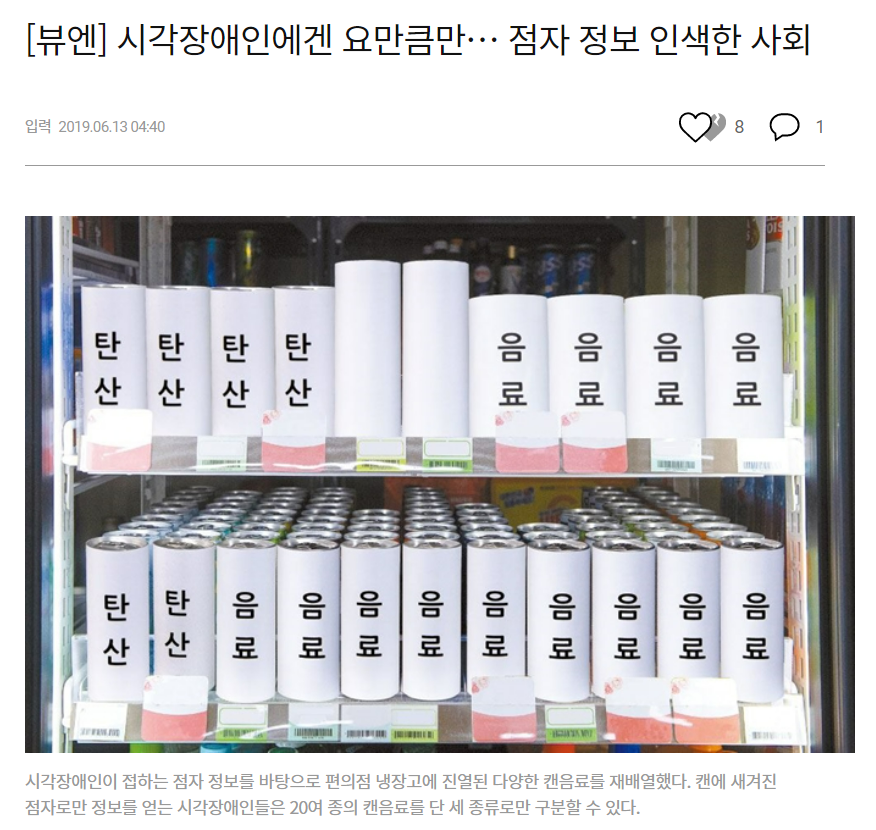 [뷰엔] 시각장애인에겐 요만큼만… 점자 정보 인색한 사회
입력 2019.06.13 04:40
8
1
탄산
탄산
탄산
탄산
음료
음료
음료
음료
탄산
탄산
음료
음료
음료
음료
음료
음료
음료
음료
음료
시각장애인이 접하는 점자 정보를 바탕으로 편의점 냉장고에 진열된 다양한 캔음료를 재배열했다. 캔에 새겨진
점자로만 정보를 얻는 시각장애인들은 20여 종의 캔음료를 단 세 종류로만 구분할 수 있다.